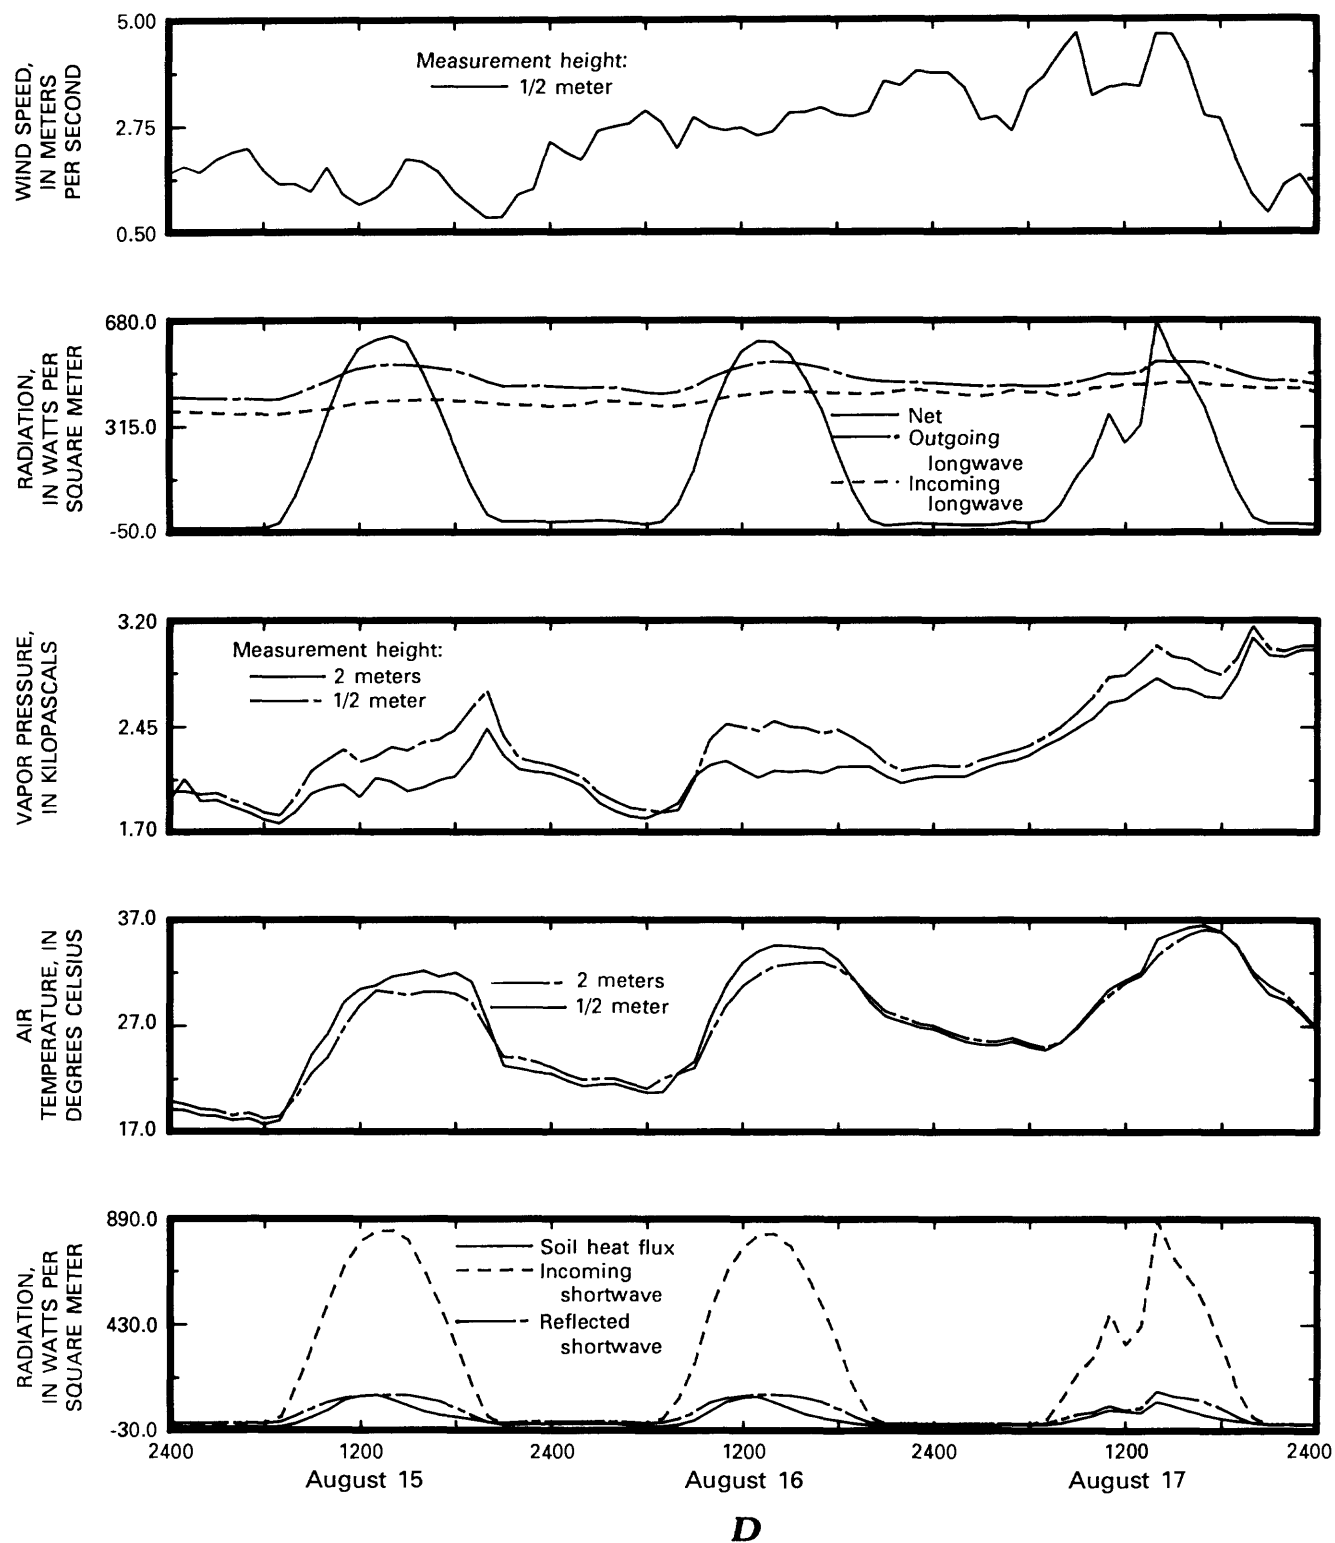 WIND SPEED,
IN METERS
PER SECOND
5.00
2.75
0.50
Measurement height:
1/2 meter
RADIATION,
IN WATTS PER
SQUARE METER
680.0
315.0
-50.0
Net
Outgoing
longwave
Incoming
longwave
VAPOR PRESSURE,
IN KILOPASCALS
3.20
2.45
1.70
Measurement height:
2 meters
1/2 meter
AIR
TEMPERATURE, IN
DEGREES CELSIUS
37.0
27.0
17.0
2 meters
1/2 meter
RADIATION,
IN WATTS PER
SQUARE METER
890.0
430.0
-30.0
Soil heat flux
Incoming
shortwave
Reflected
shortwave
2400 1200 2400 1200 2400 1200 2400
August 15 August 16 August 17
D